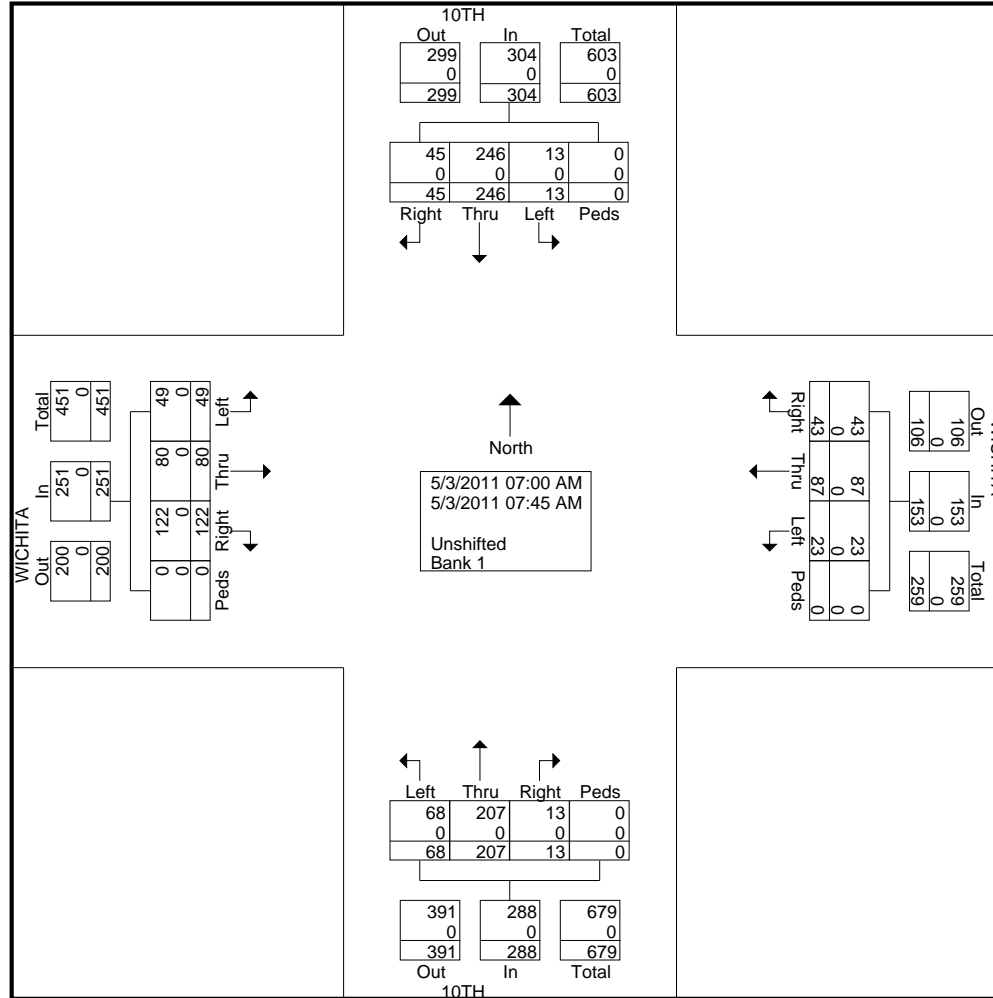 10TH
Out In Total
299 304 603
0 0 0
299 304 603
45 246 13 0
0 0 0 0
45 246 13 0
Right Thru Left Peds
WICHITA
Total In Out
451 251 200
0 0 0
451 251 200
49 80 122 0
0 0 0 0
49 80 122 0
Left Thru Right Peds
North
5/3/2011 07:00 AM
5/3/2011 07:45 AM
Unshifted
Bank 1
Out In Total
106 153 259
0 0 0
106 153 259
43 87 23 0
0 0 0 0
43 87 23 0
Right Thru Left Peds
Left Thru Right Peds
68 207 13 0
0 0 0 0
68 207 13 0
391 288 679
0 0 0
391 288 679
Out In Total
10TH